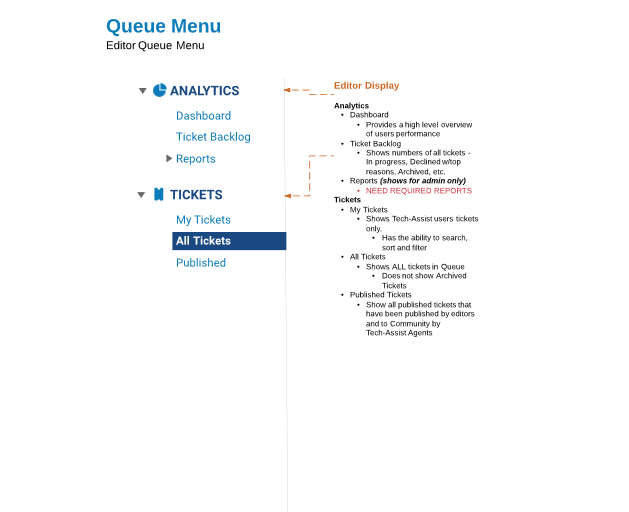 Queue Menu
Editor Queue Menu
ANALYTICS
Dashboard
Ticket Backlog
Reports
TICKETS
My Tickets
All Tickets
Published
Editor Display
Analytics
• Dashboard
• Provides a high level overview
of users performance
• Ticket Backlog
• Shows numbers of all tickets -
In progress, Declined w/top
reasons, Archived, etc.
• Reports (shows for admin only)
• NEED REQUIRED REPORTS
Tickets
• My Tickets
• Shows Tech-Assist users tickets
only.
• Has the ability to search,
sort and filter
• All Tickets
• Shows ALL tickets in Queue
• Does not show Archived
Tickets
• Published Tickets
• Show all published tickets that
have been published by editors
and to Community by
Tech-Assist Agents